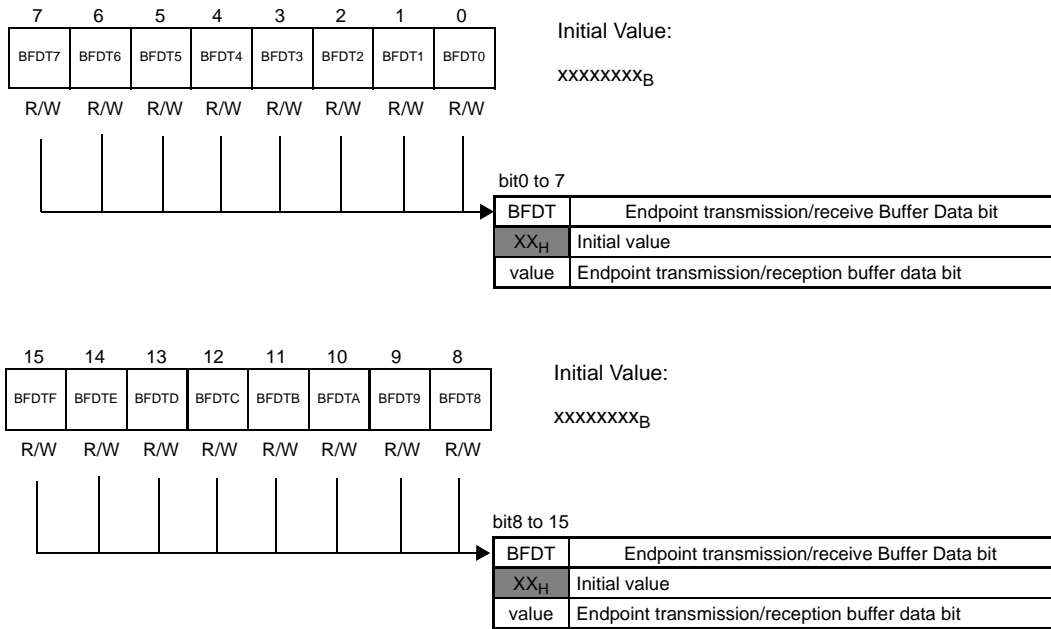 7 6 5 4 3 2 1 0
Initial Value:
BFDT7 BFDT6 BFDT5 BFDT4 BFDT3 BFDT2 BFDT1 BFDT0
xxxxxxxxB
R/W R/W R/W R/W R/W R/W R/W R/W
bit0 to 7
BFDT Endpoint transmission/receive Buffer Data bit
XXH Initial value
value Endpoint transmission/reception buffer data bit
15 14 13 12 11 10 9 8
Initial Value:
BFDTF BFDTE BFDTD BFDTC BFDTB BFDTA BFDT9 BFDT8
xxxxxxxxB
R/W R/W R/W R/W R/W R/W R/W R/W
bit8 to 15
BFDT Endpoint transmission/receive Buffer Data bit
XXH Initial value
value Endpoint transmission/reception buffer data bit